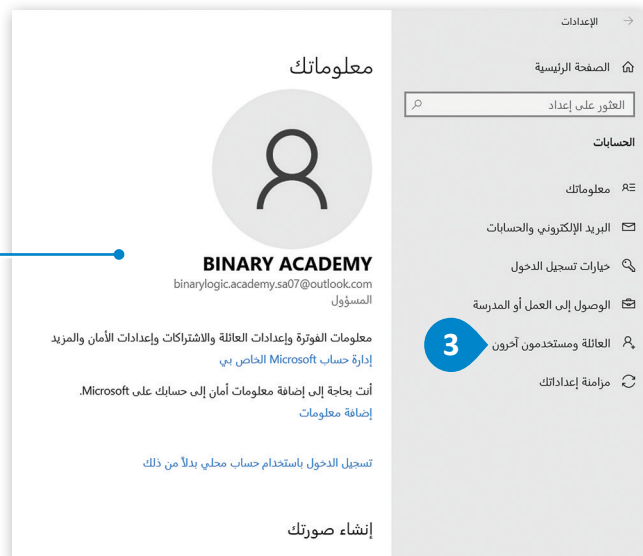 الإعدادات
الصفحة الرئيسية
العثور على إعداد
الحسابات
معلوماتك
البريد الإلكتروني والحسابات
خيارات تسجيل الدخول
الوصول إلى العمل أو المدرسة
العائلة ومستخدمون آخرون
3
مزامنة إعداداتك
معلوماتك
BINARY ACADEMY
binarylogic.academy.sa07@outlook.com
المسؤول
معلومات الفوترة وإعدادات العائلة والاشتراكات وإعدادات الأمان والمزيد
إدارة حساب Microsoft الخاص بي
أنت بحاجة إلى إضافة معلومات أمان إلى حسابك على Microsoft.
إضافة معلومات
تسجيل الدخول باستخدام حساب محلي بدلاً من ذلك
إنشاء صورتك